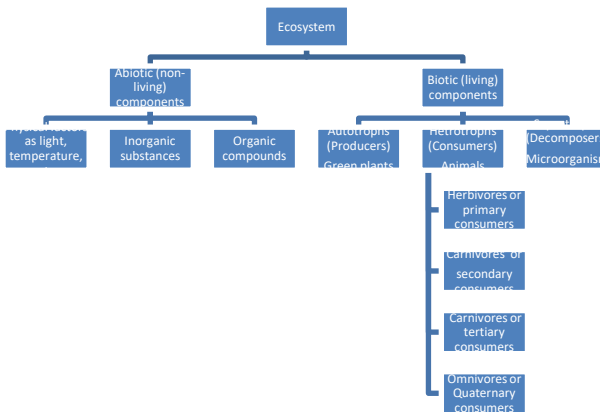 Ecosystem
Abiotic (non-
living)
components
Biotic (living)
components
as light,
temperature,
Inorganic
substances
Organic
compounds
Autotrophs
(Producers)
Green plants
Hetrotrophs
(Consumers)
Animals
(Decomposer
Microorganism
Herbivores or
primary
consumers
Carnivores or
secondary
consumers
Carnivores or
tertiary
consumers
Omnivores or
Quaternary
consumers